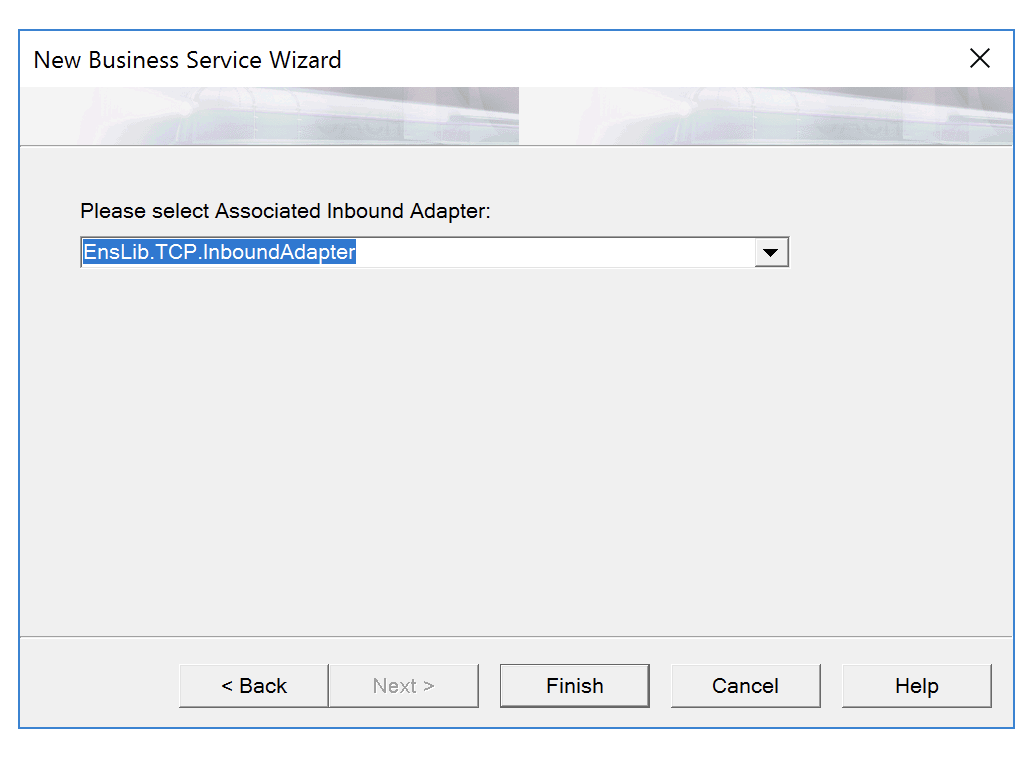 New Business Service Wizard
Please select Associated Inbound Adapter:
EnsLib.TCP.InboundAdapter
< Back Next > Finish Cancel Help